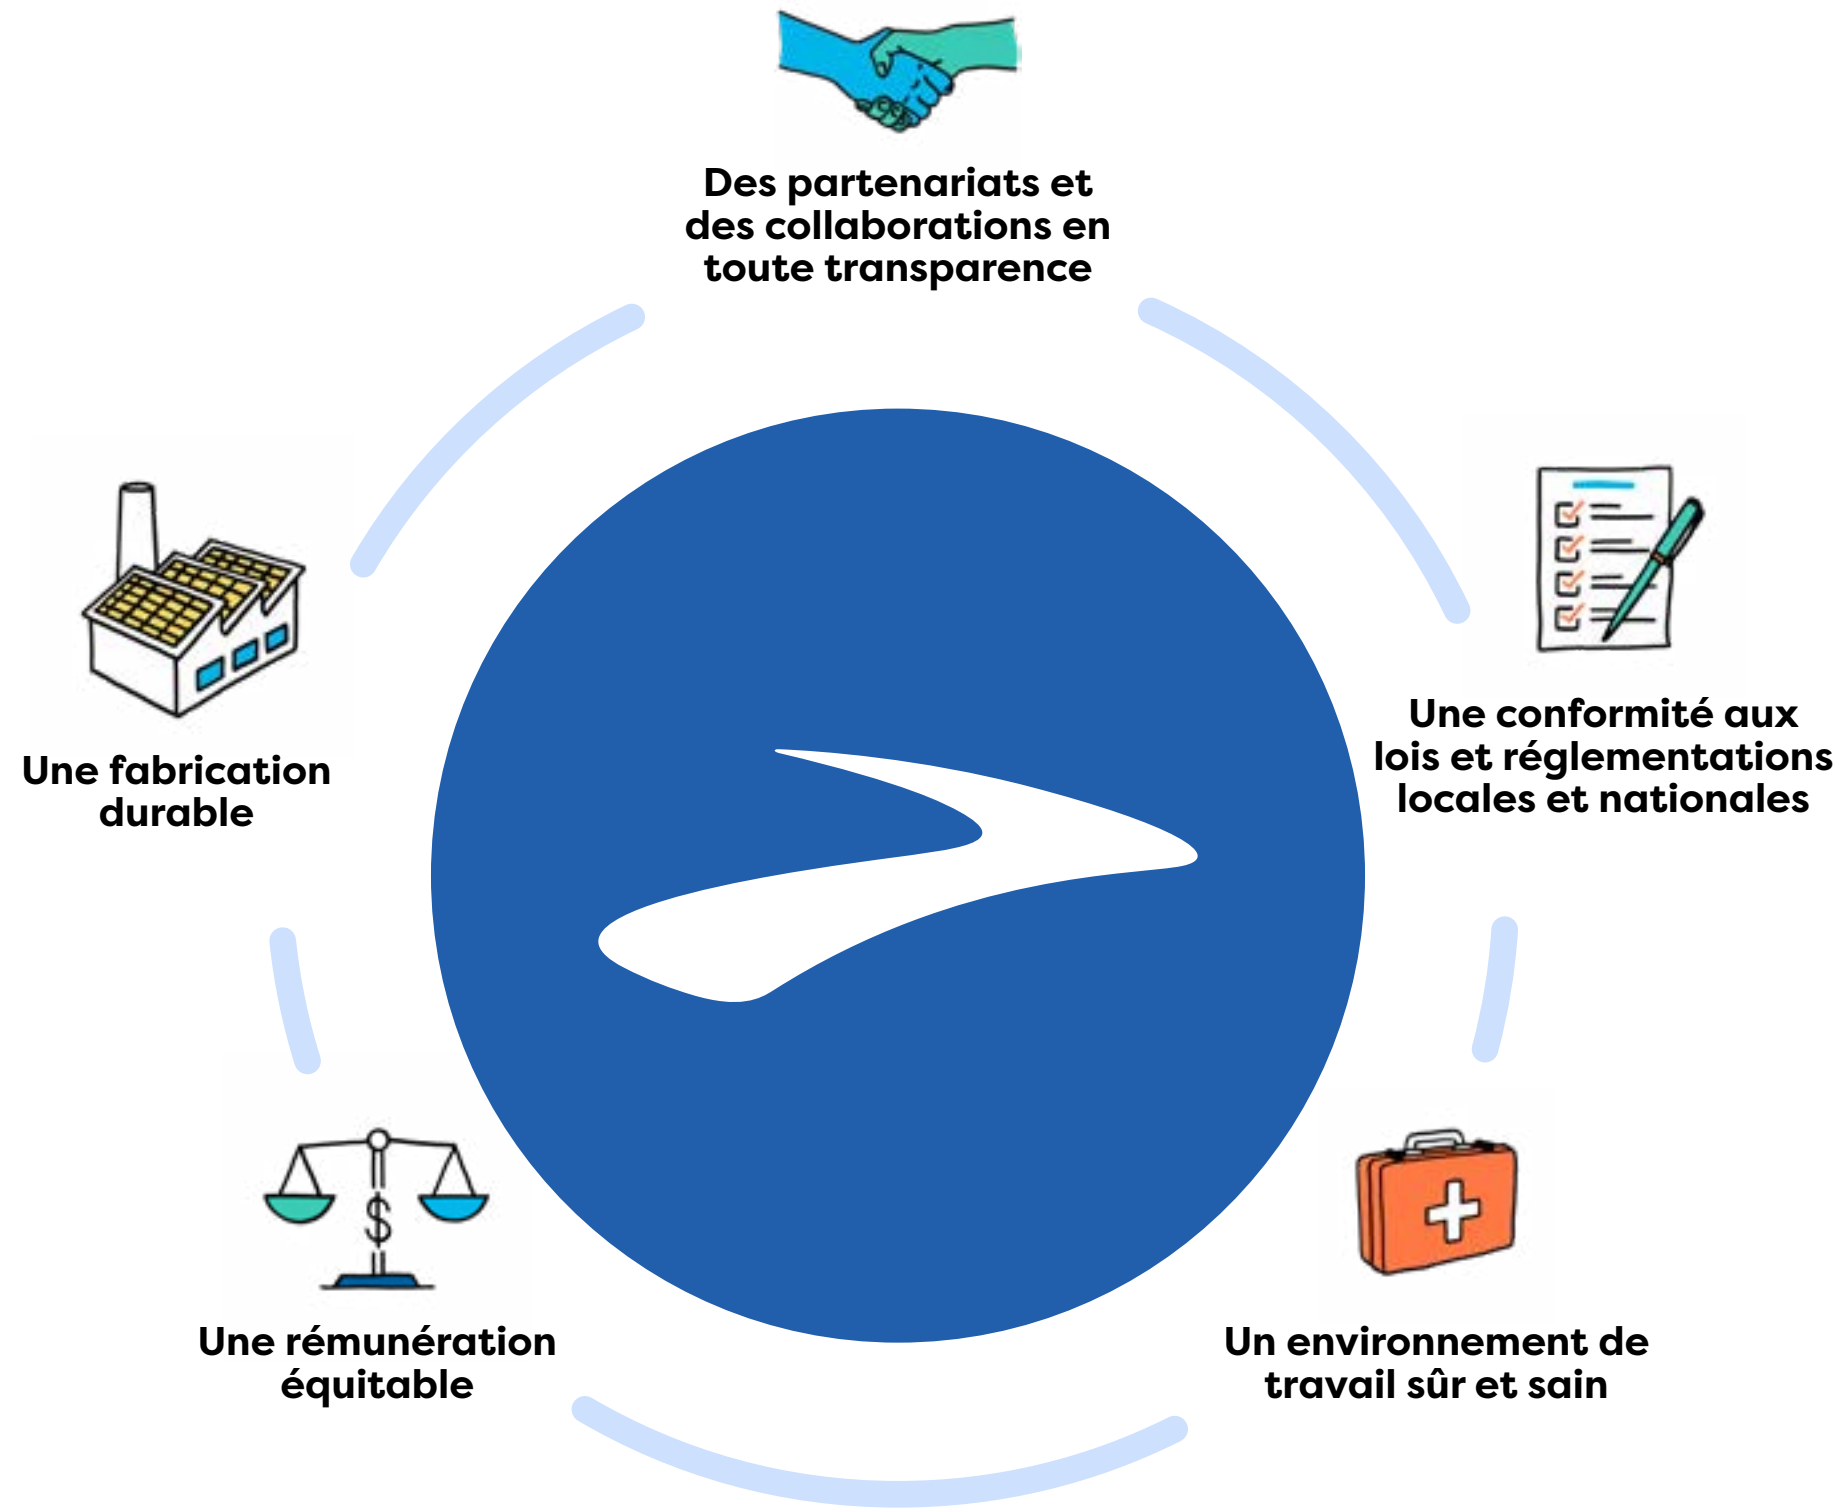 Des partenariats et
des collaborations en
toute transparence
Une conformité aux
lois et réglementations
locales et nationales
Un environnement de
travail sûr et sain
$
Une rémunération
équitable
Une fabrication
durable